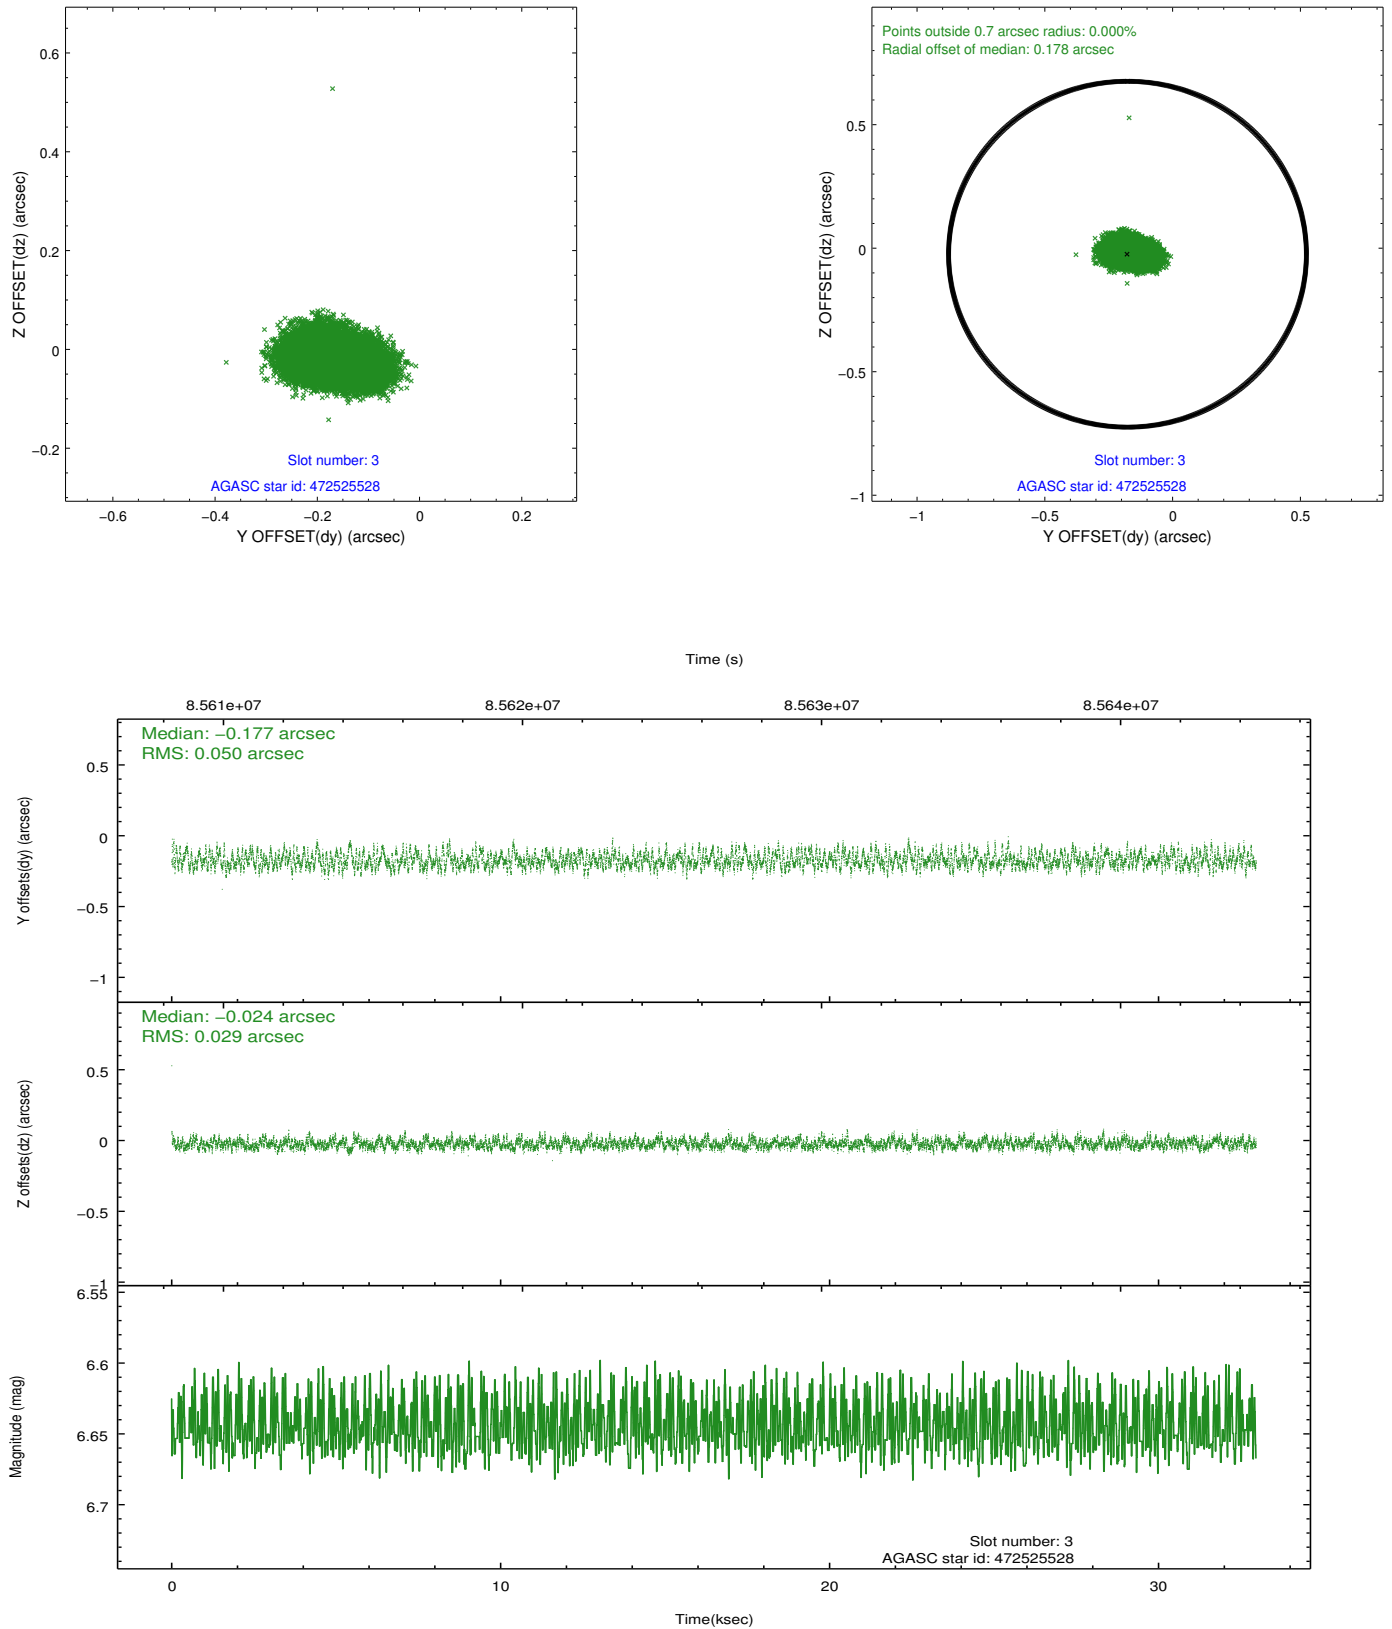 0.6
0.4
0.2
0
−0.2
Z OFFSET(dz) (arcsec)
Slot number: 3
AGASC star id: 472525528
−0.6 −0.4 −0.2 0 0.2
Y OFFSET(dy) (arcsec)
Points outside 0.7 arcsec radius: 0.000%
Radial offset of median: 0.178 arcsec
0.5
0
−0.5
−1
Z OFFSET(dz) (arcsec)
Slot number: 3
AGASC star id: 472525528
−1 −0.5 0 0.5
Y OFFSET(dy) (arcsec)
Time (s)
8.561e+07 8.562e+07 8.563e+07 8.564e+07
Median: −0.177 arcsec
RMS: 0.050 arcsec
0.5
0
−0.5
−1
Y offsets(dy) (arcsec)
Median: −0.024 arcsec
RMS: 0.029 arcsec
0.5
0
−0.5
−1
Z offsets(dz) (arcsec)
6.55
6.6
6.65
6.7
Magnitude (mag)
Slot number: 3
AGASC star id: 472525528
0 10 20 30
Time(ksec)